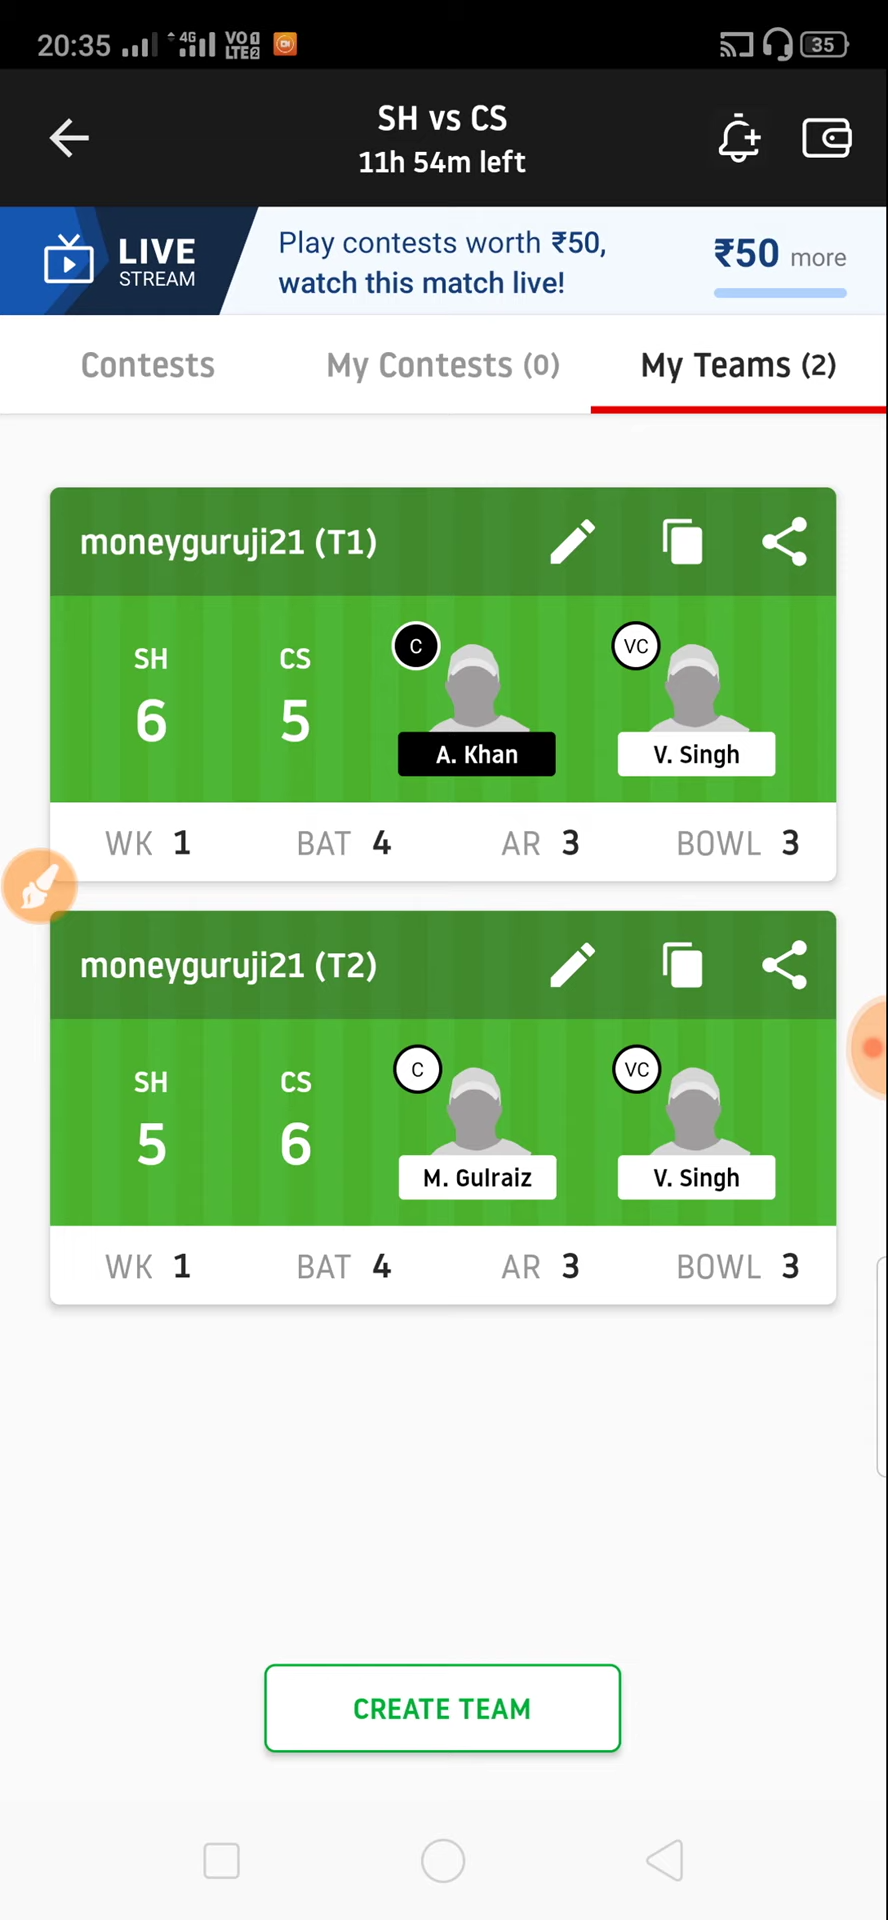 20:35 4G VO1 LTE2 35
SH vs CS
11h 54m left
LIVE
STREAM
Play contests worth ₹50,
watch this match live!
₹50 more
Contests My Contests (0) My Teams (2)
moneyguruji21 (T1)
SH CS C VC
6 5
A. Khan V. Singh
WK 1 BAT 4 AR 3 BOWL 3
moneyguruji21 (T2)
SH CS C VC
5 6
M. Gulraiz V. Singh
WK 1 BAT 4 AR 3 BOWL 3
CREATE TEAM